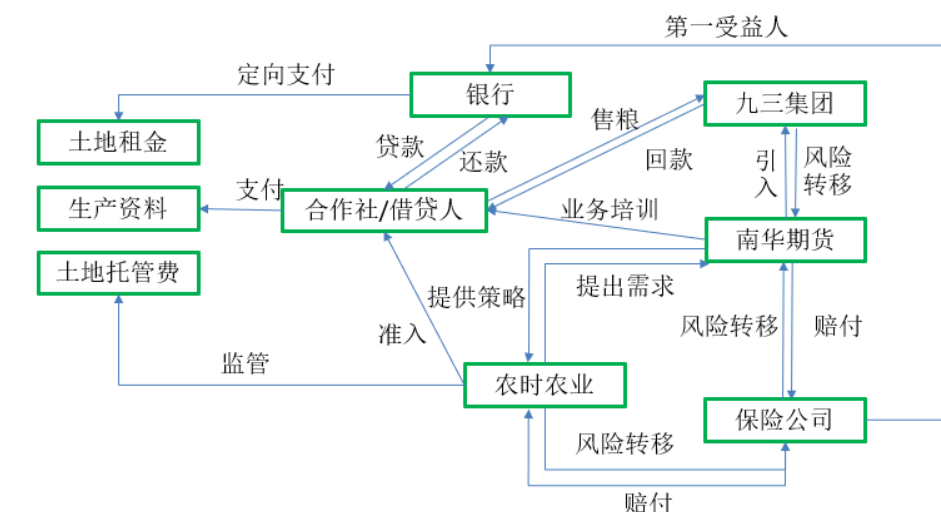 第一受益人
定向支付
银行
九三集团
售粮
土地租金
贷款
还款
回款
引入
风险
转移
支付
生产资料
合作社/借贷人
业务培训
南华期货
土地托管费
提供策略
提出需求
准入
风险转移
赔付
监管
农时农业
保险公司
风险转移
赔付